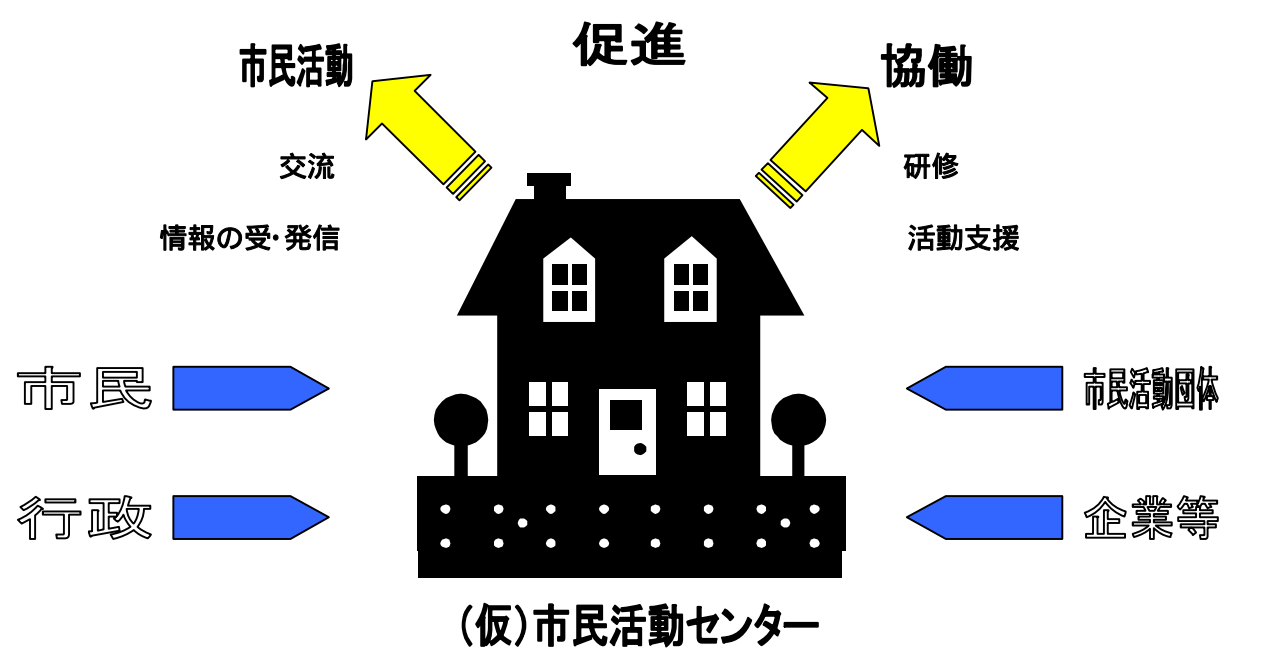 促進
市民活動
協働
交流
研修
情報の受・発信
活動支援
市民
市民活動団体
行政
企業等
（仮）市民活動センター